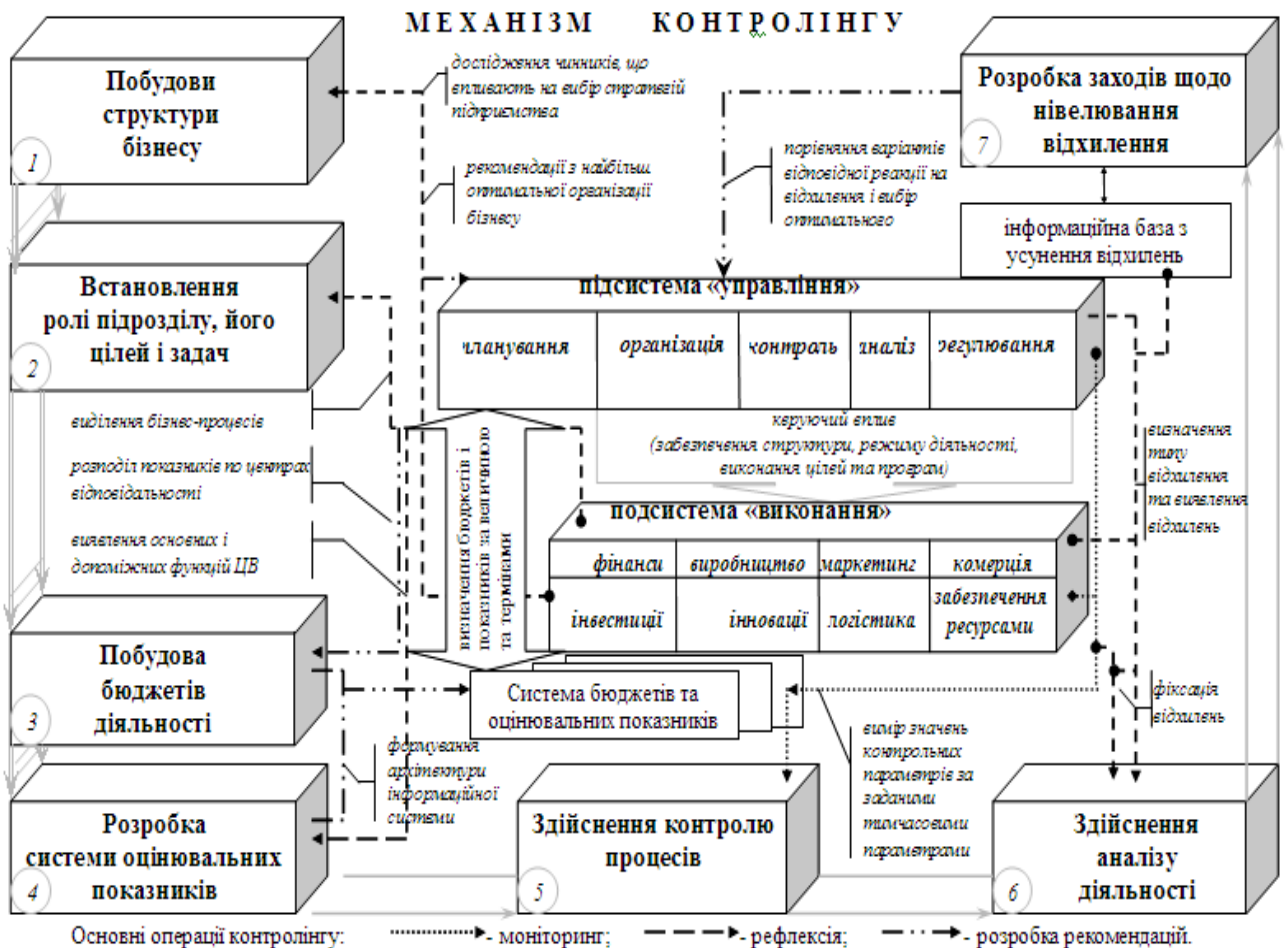 МЕХАНІЗМ КОНТРОЛІНГУ
Побудови
структури
бізнесу
1
дослідження чинників, що
впливають на вибір стратегій
підприємства
рекомендації з найбільш
оптимальної організації
бізнесу
порівняння варіантів
відповідної реакції на
відхилення і вибір
оптимального
Розробка заходів щодо
нівелювання
відхилення
7
інформаційна база з
усунення відхилень
Встановлення
ролі підрозділу, його
цілей і задач
2
підсистема «управління»
планування
організація
контроль
аналіз
регулювання
виділення бізнес-процесів
розподіл показників по центрах
відповідальності
виявлення основних і
допоміжних функцій ЦВ
визначення бюджетів і
показників за величиною
та термінами
керуючий вплив
(забезпечення структури, режиму діяльності,
виконання цілей та програм)
визначення
типу
відхилення
та виявлення
відхилень
подсистема «виконання»
фінанси
виробництво
маркетинг
комерція
інвестиції
інновації
логістика
забезпечення
ресурсами
Побудова
бюджетів
діяльності
3
Система бюджетів та
оцінювальних показників
фіксація
відхилень
формування
архітектури
інформаційної
системи
вимір значень
контрольних
параметрів за
заданими
тимчасовими
параметрами
Розробка
системи оцінювальних
показників
4
Здійснення контролю
процесів
5
Здійснення
аналізу
діяльності
6
Основні операції контролінгу: - моніторинг; - рефлексія; - розробка рекомендацій.